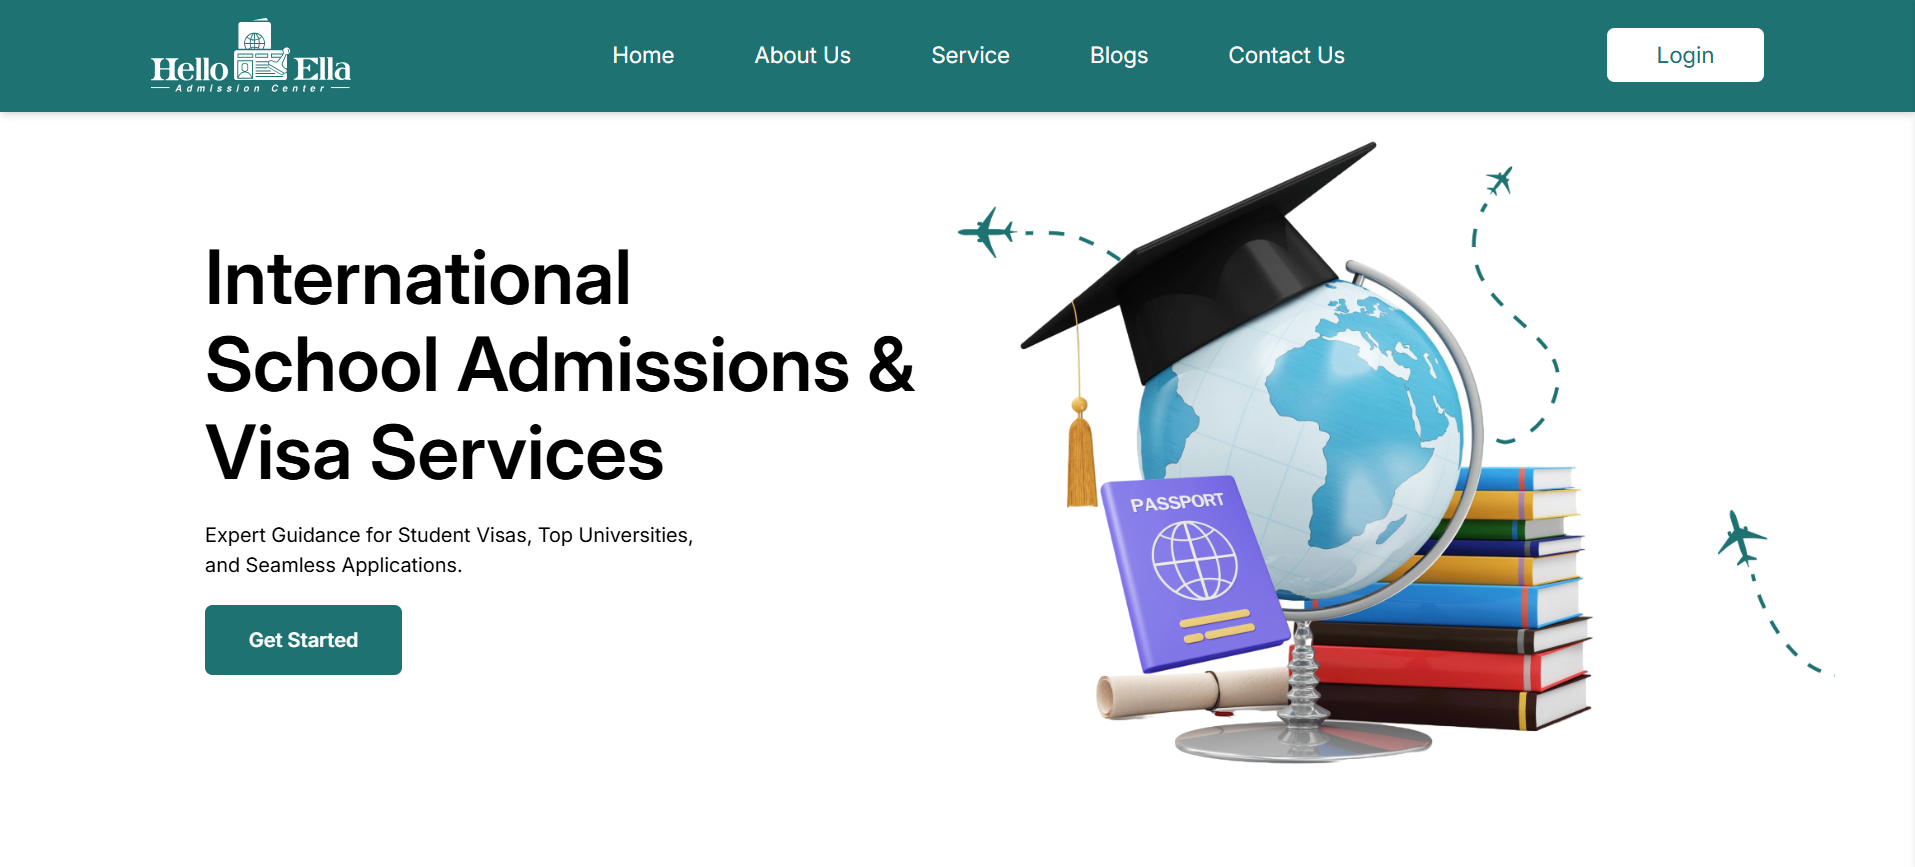 Hello Ella
Admission Center
Home
About Us
Service
Blogs
Contact Us
Login
International
School Admissions &
Visa Services
Expert Guidance for Student Visas, Top Universities,
and Seamless Applications.
Get Started
PASSPORT